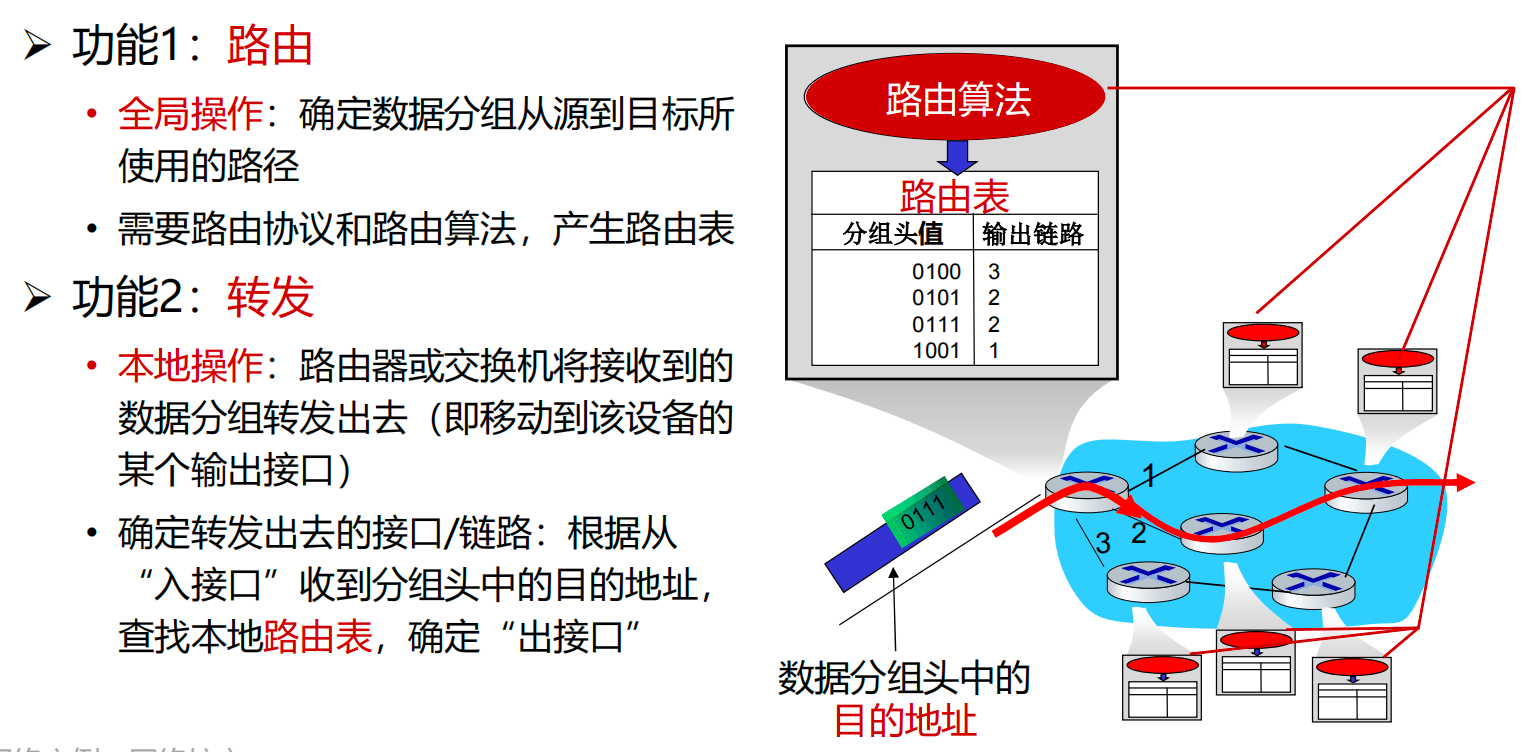 ➢ 功能1：路由
• 全局操作：确定数据分组从源到目标所
使用的路径
• 需要路由协议和路由算法，产生路由表
➢ 功能2：转发
• 本地操作：路由器或交换机将接收到的
数据分组转发出去（即移动到该设备的
某个输出接口）
• 确定转发出去的接口/链路：根据从
“入接口”收到分组头中的目的地址，
查找本地路由表，确定“出接口”
路由算法
路由表
分组头值 输出链路
0100 3
0101 2
0111 2
1001 1
1
2
3
0111
数据分组头中的
目的地址